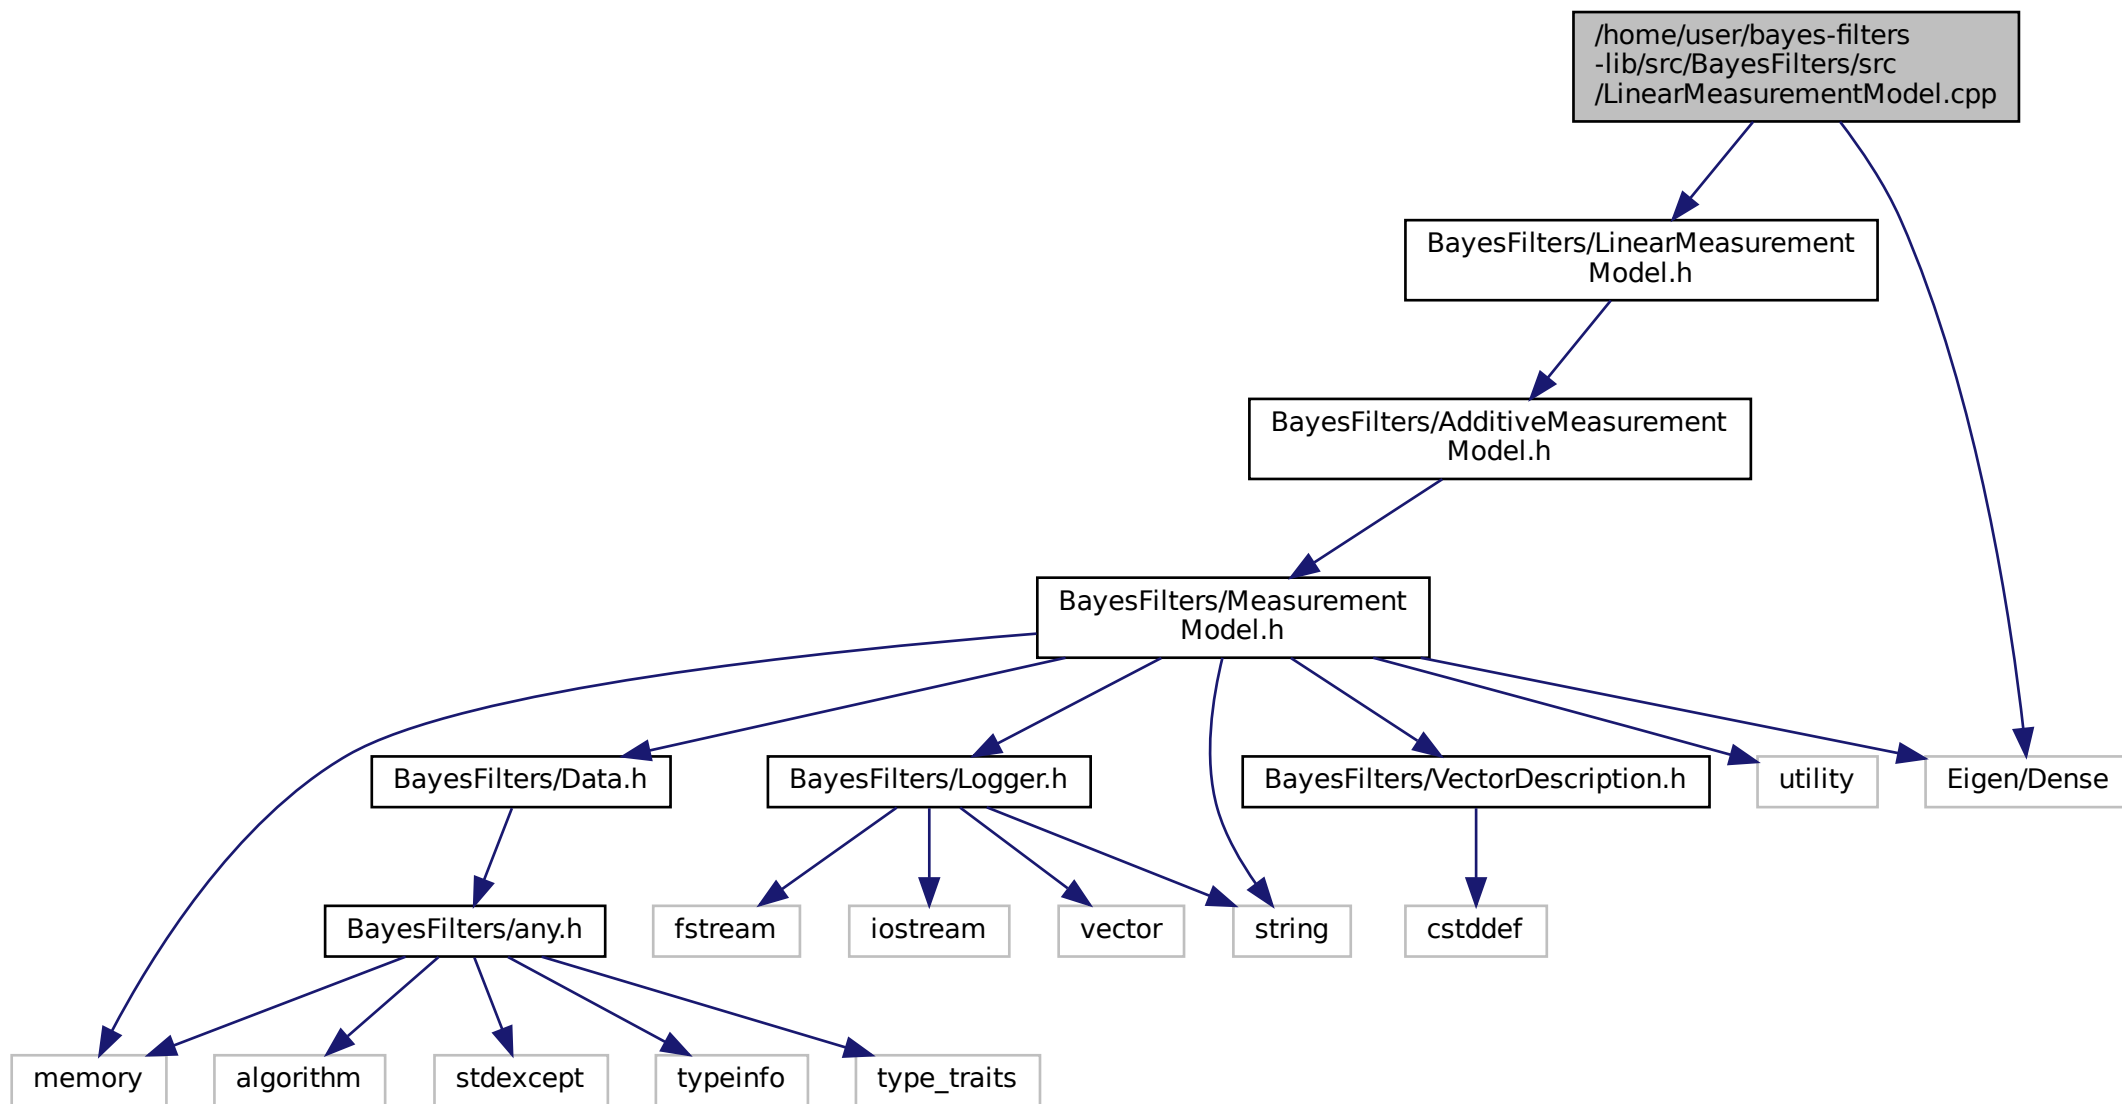 /home/user/bayes-filters
-lib/src/BayesFilters/src
/LinearMeasurementModel.cpp
BayesFilters/LinearMeasurement
Model.h
BayesFilters/AdditiveMeasurement
Model.h
BayesFilters/Measurement
Model.h
BayesFilters/Data.h
BayesFilters/Logger.h
BayesFilters/VectorDescription.h
utility
Eigen/Dense
BayesFilters/any.h
fstream
iostream
vector
string
cstddef
memory
algorithm
stdexcept
typeinfo
type_traits